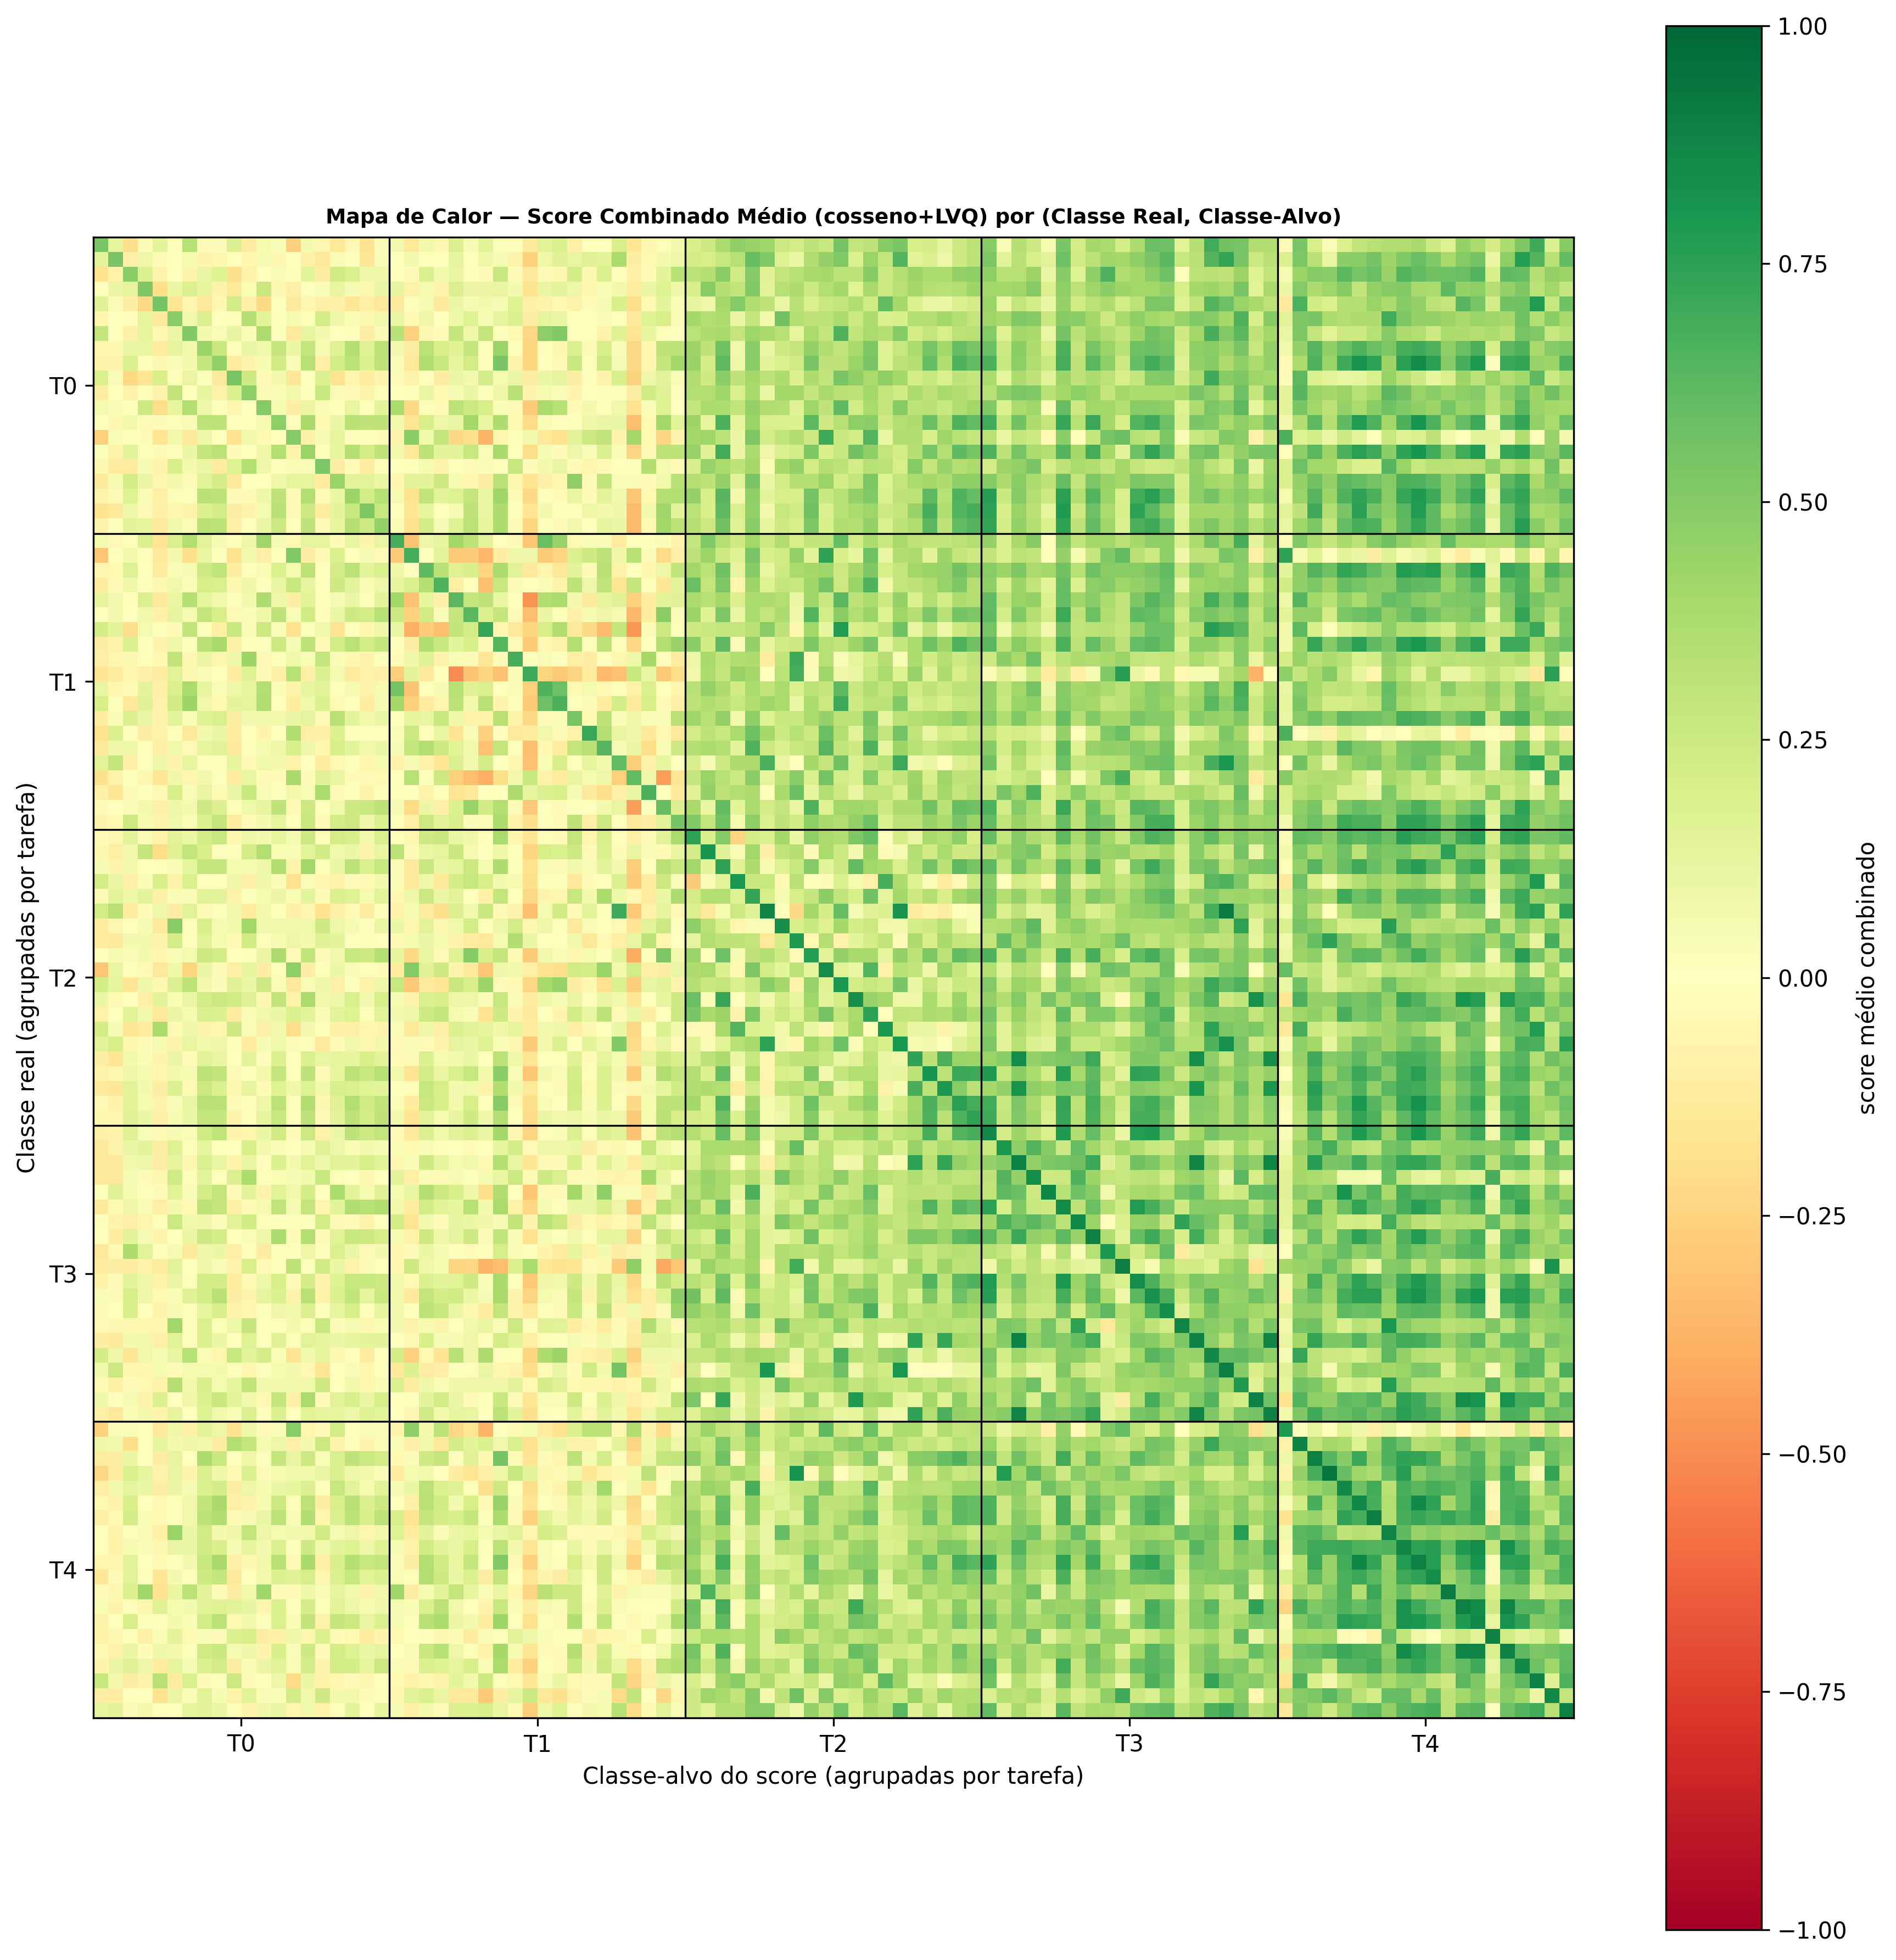 Mapa de Calor — Score Combinado Médio (cosseno+LVQ) por (Classe Real, Classe-Alvo)
Classe real (agrupadas por tarefa)
T0
T1
T2
T3
T4
T0 T1 T2 T3 T4
Classe-alvo do score (agrupadas por tarefa)
1.00
0.75
0.50
0.25
0.00
−0.25
−0.50
−0.75
−1.00
score médio combinado